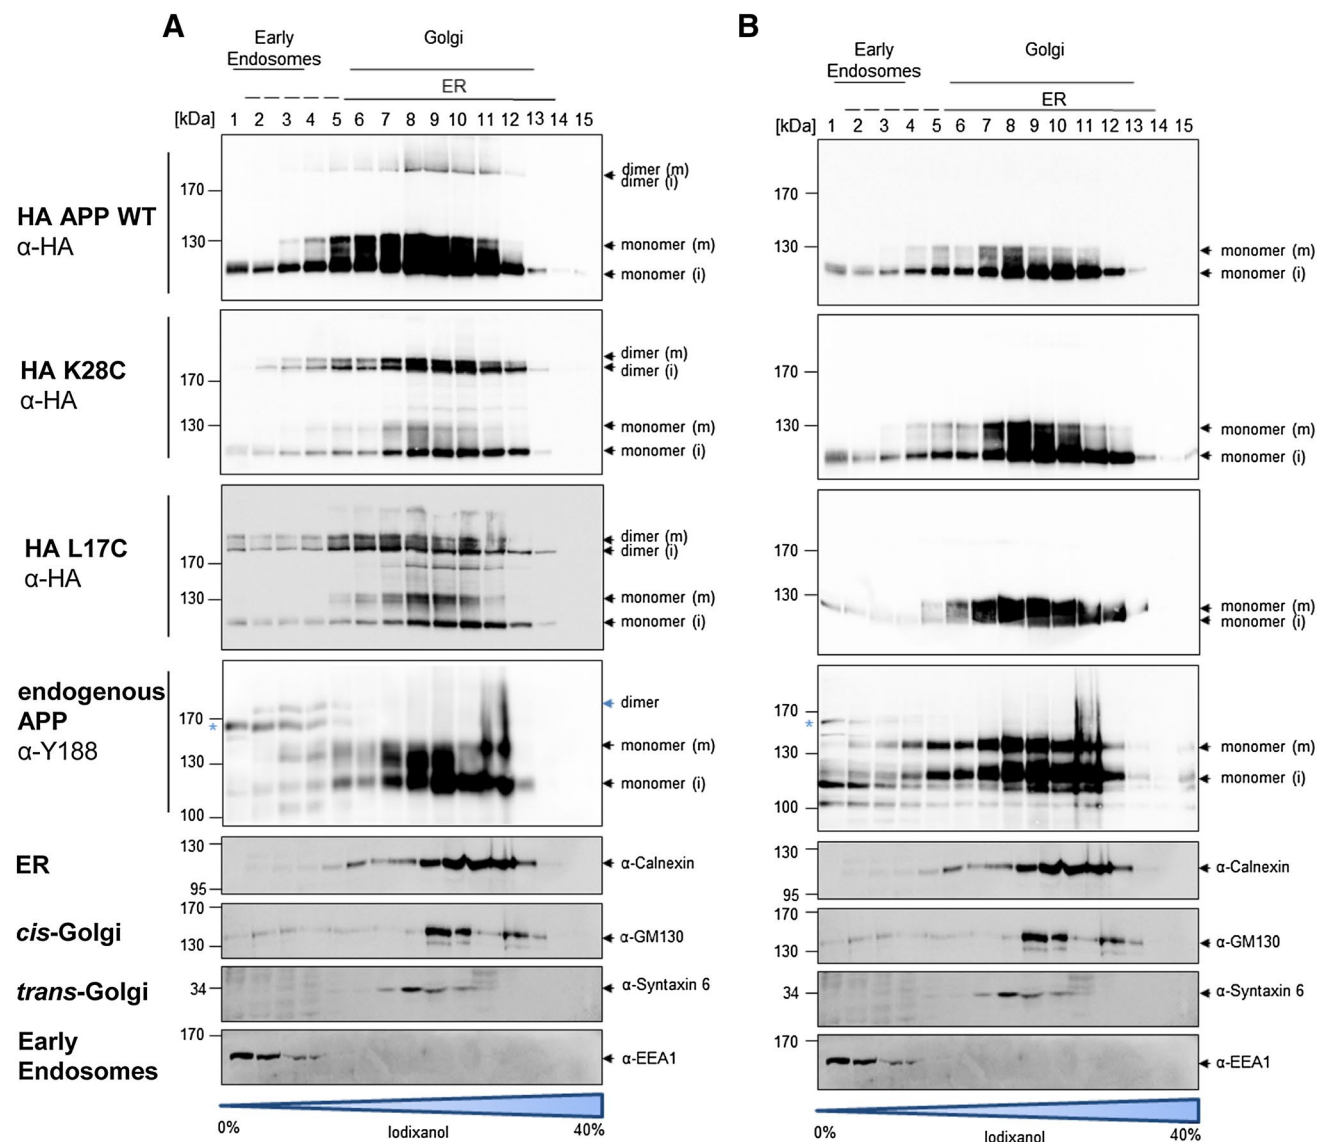 A
Early
Endosomes
Golgi
ER
[kDa] 1 2 3 4 5 6 7 8 9 10 11 12 13 14 15
HA APP WT
α-HA
170
130
dimer (m)
dimer (i)
monomer (m)
monomer (i)
HA K28C
α-HA
170
130
dimer (m)
dimer (i)
monomer (m)
monomer (i)
HA L17C
α-HA
170
130
dimer (m)
dimer (i)
monomer (m)
monomer (i)
endogenous
APP
α-Y188
170
*
130
100
dimer
monomer (m)
monomer (i)
ER
130
95
α-Calnexin
cis-Golgi
170
130
α-GM130
trans-Golgi
34
α-Syntaxin 6
Early
Endosomes
170
α-EEA1
0% Iodixanol 40%
B
Early
Endosomes
Golgi
ER
[kDa] 1 2 3 4 5 6 7 8 9 10 11 12 13 14 15
170
130
monomer (m)
monomer (i)
170
130
monomer (m)
monomer (i)
170
130
monomer (m)
monomer (i)
170
*
130
100
monomer (m)
monomer (i)
130
95
α-Calnexin
170
130
α-GM130
34
α-Syntaxin 6
170
α-EEA1
0% Iodixanol 40%